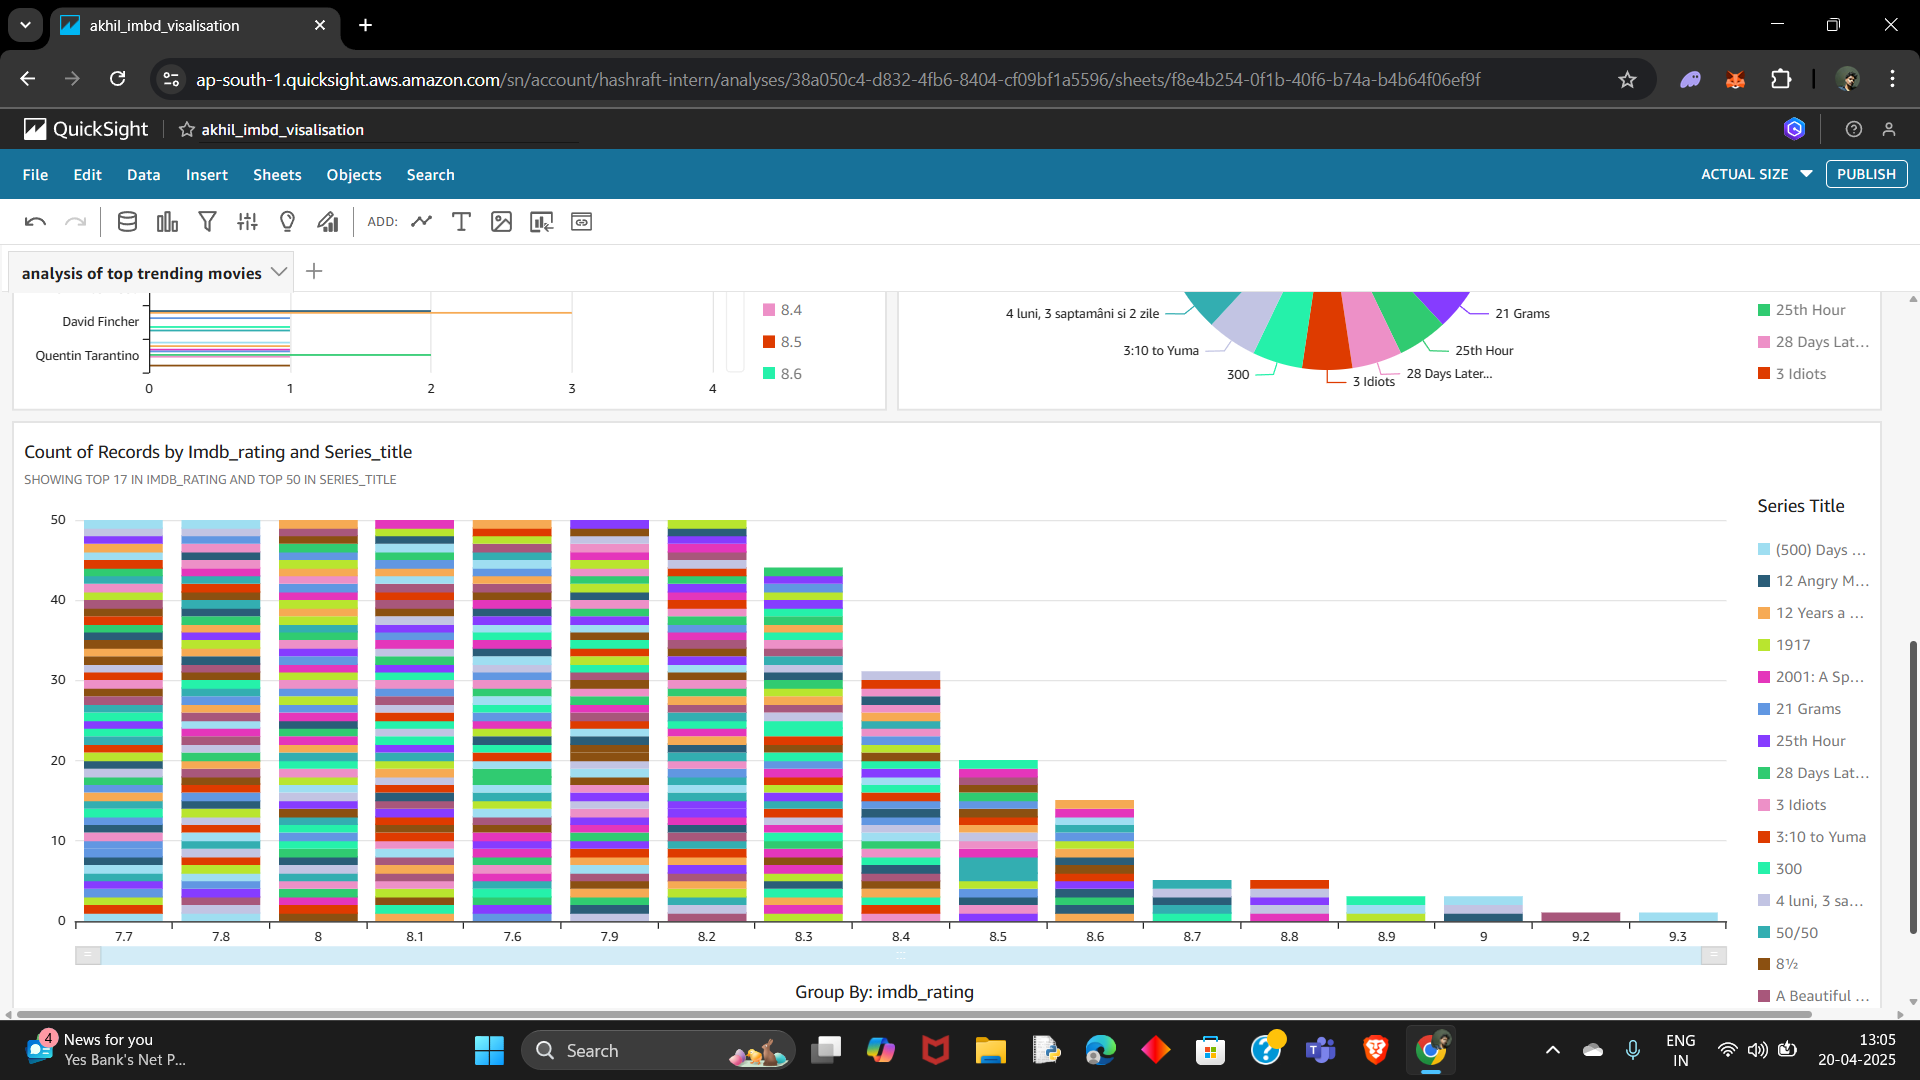 akhil_imbd_visalisation
ap-south-1.quicksight.aws.amazon.com/sn/account/hashraft-intern/analyses/38a050c4-d832-4fb6-8404-cf09bf1a5596/sheets/f8e4b254-0f1b-40f6-b74a-b4b64f06ef9f
QuickSight akhil_imbd_visalisation
File Edit Data Insert Sheets Objects Search ACTUAL SIZE PUBLISH
ADD:
analysis of top trending movies
David Fincher
Quentin Tarantino
0 1 2 3 4
8.4
8.5
8.6
4 luni, 3 saptamâni si 2 zile
3:10 to Yuma
300
3 Idiots
28 Days Later...
25th Hour
21 Grams
25th Hour
28 Days Lat...
3 Idiots
Count of Records by Imdb_rating and Series_title
SHOWING TOP 17 IN IMDB_RATING AND TOP 50 IN SERIES_TITLE
50
40
30
20
10
0
7.7 7.8 8 8.1 7.6 7.9 8.2 8.3 8.4 8.5 8.6 8.7 8.8 8.9 9 9.2 9.3
Group By: imdb_rating
Series Title
(500) Days ...
12 Angry M...
12 Years a ...
1917
2001: A Sp...
21 Grams
25th Hour
28 Days Lat...
3 Idiots
3:10 to Yuma
300
4 luni, 3 sa...
50/50
8½
A Beautiful ...
4
News for you
Yes Bank's Net P...
Search
ENG
IN
13:05
20-04-2025